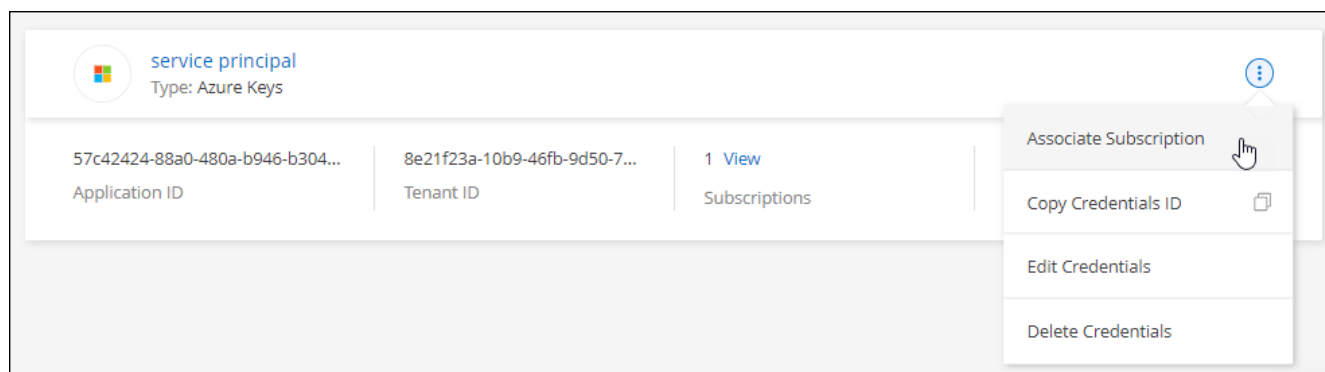 service principal
Type: Azure Keys
57c42424-88a0-480a-b946-b304...
Application ID
8e21f23a-10b9-46fb-9d50-7...
Tenant ID
1 View
Subscriptions
Associate Subscription
Copy Credentials ID
Edit Credentials
Delete Credentials